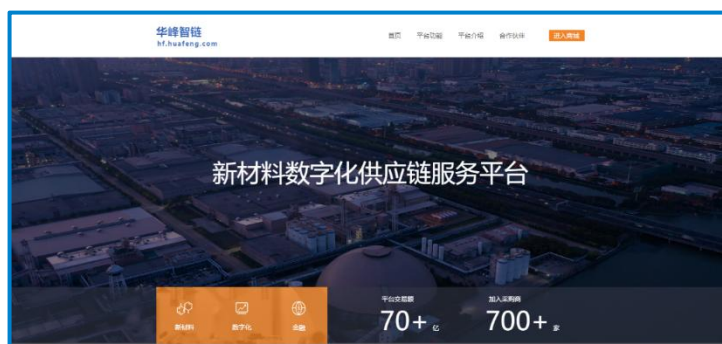 华峰智链
hf.huafeng.com
首页 平台功能 平台介绍 合作伙伴 进入商城
新材料数字化供应链服务平台
新材料 数字化 金融
平台交易额 加入采购商
70+ 亿 700+ 家